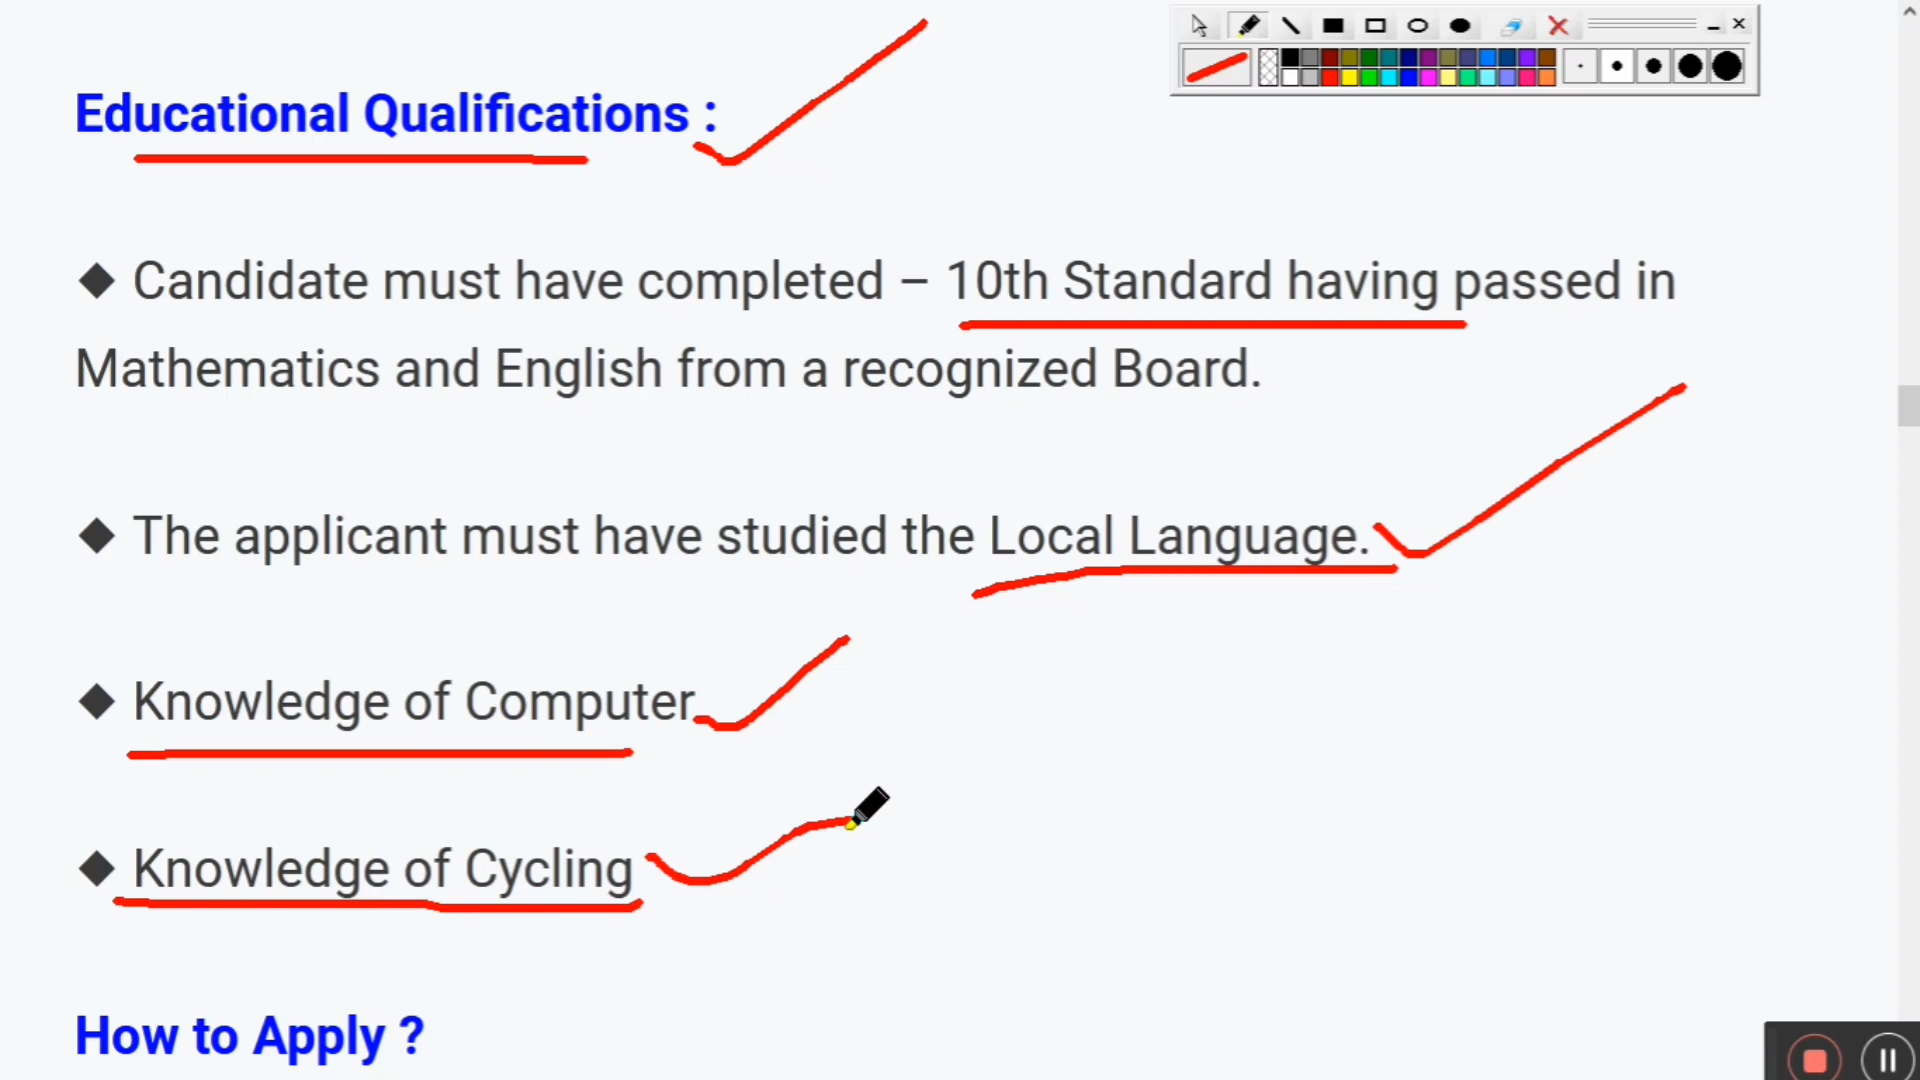 Educational Qualifications :
◆ Candidate must have completed – 10th Standard having passed in
Mathematics and English from a recognized Board.
◆ The applicant must have studied the Local Language.
◆ Knowledge of Computer
◆ Knowledge of Cycling
How to Apply ?